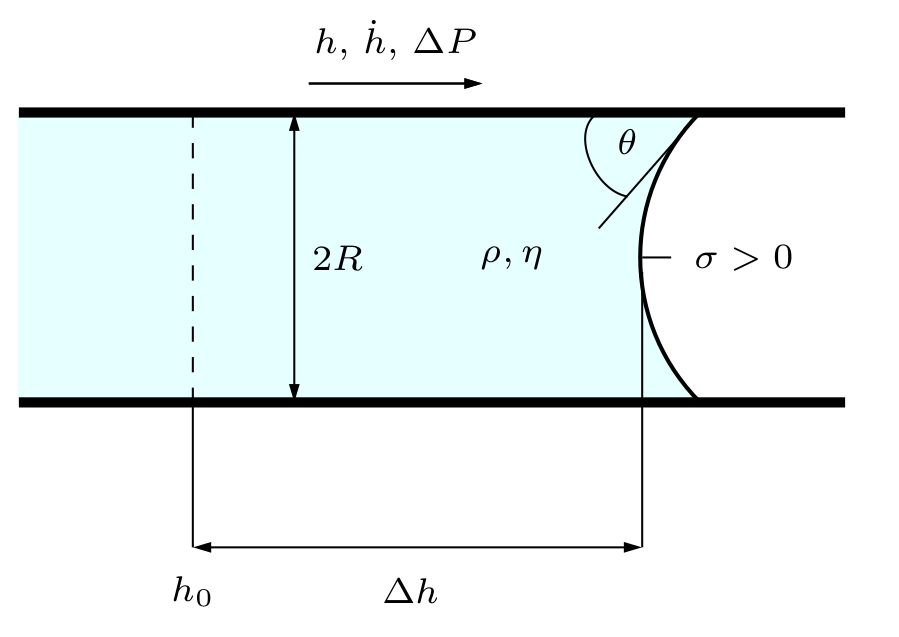 h, ḣ, ΔP
θ
2R
ρ, η
σ > 0
h₀
Δh